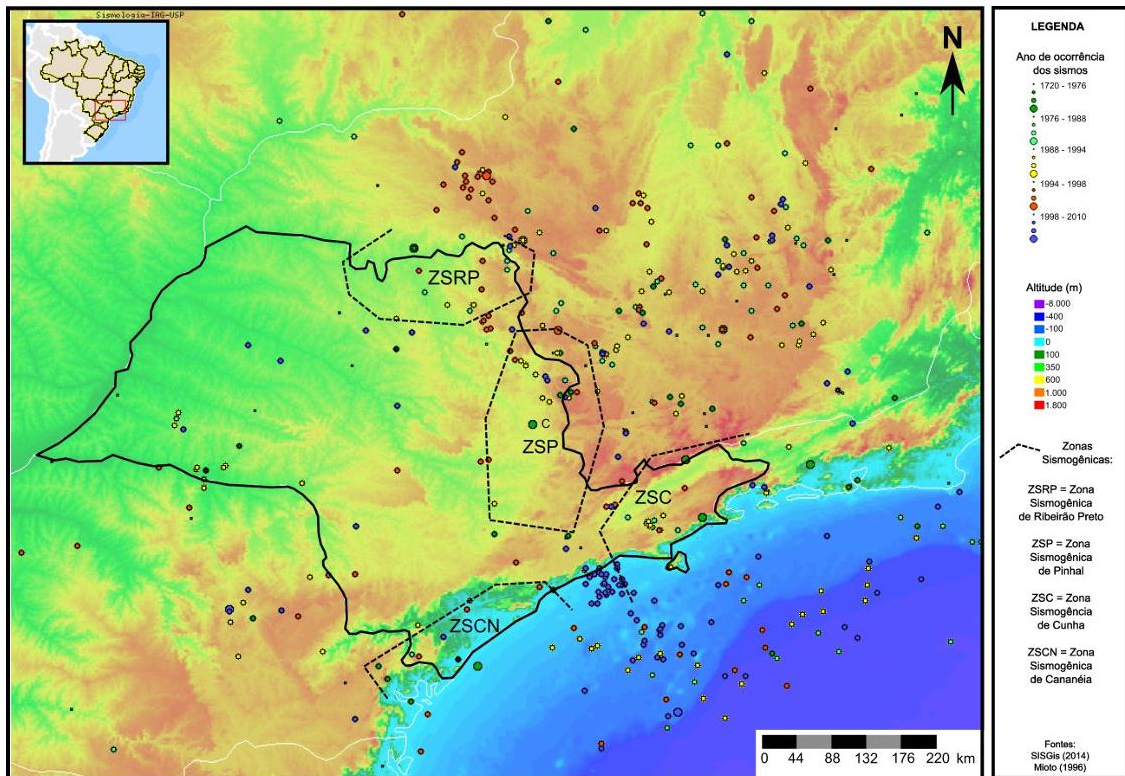 Sismologia-IAG-USP
N
ZSRP
C
ZSP
ZSC
ZSCN
0 44 88 132 176 220 km
LEGENDA
Ano de ocorrência
dos sismos
1720 - 1976
1976 - 1988
1988 - 1994
1994 - 1998
1998 - 2010
Altitude (m)
-8.000
-400
-100
0
100
350
600
1.000
1.800
Zonas
Sismogênicas:
ZSRP = Zona
Sismogênica
de Ribeirão Preto
ZSP = Zona
Sismogênica
de Pinhal
ZSC = Zona
Sismogência
de Cunha
ZSCN = Zona
Sismogênica
de Cananéia
Fontes:
SISGis (2014)
Mioto (1996)